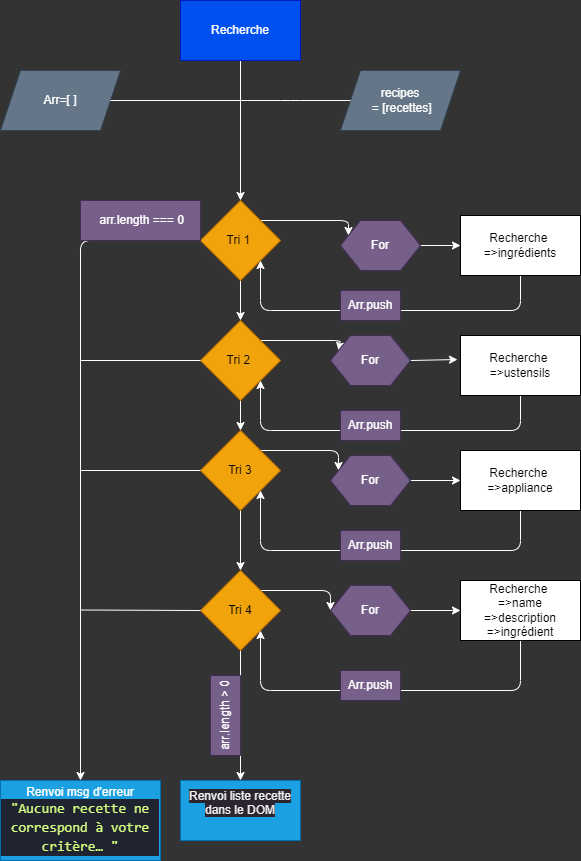 Recherche
Arr=[ ]
recipes
= [recettes]
arr.length === 0
Tri 1
For
Recherche
=>ingrédients
Arr.push
Tri 2
For
Recherche
=>ustensils
Arr.push
Tri 3
For
Recherche
=>appliance
Arr.push
Tri 4
For
Recherche
=>name
=>description
=>ingrédient
Arr.push
arr.length > 0
Renvoi msg d'erreur
"Aucune recette ne
correspond à votre
critère… "
Renvoi liste recette
dans le DOM